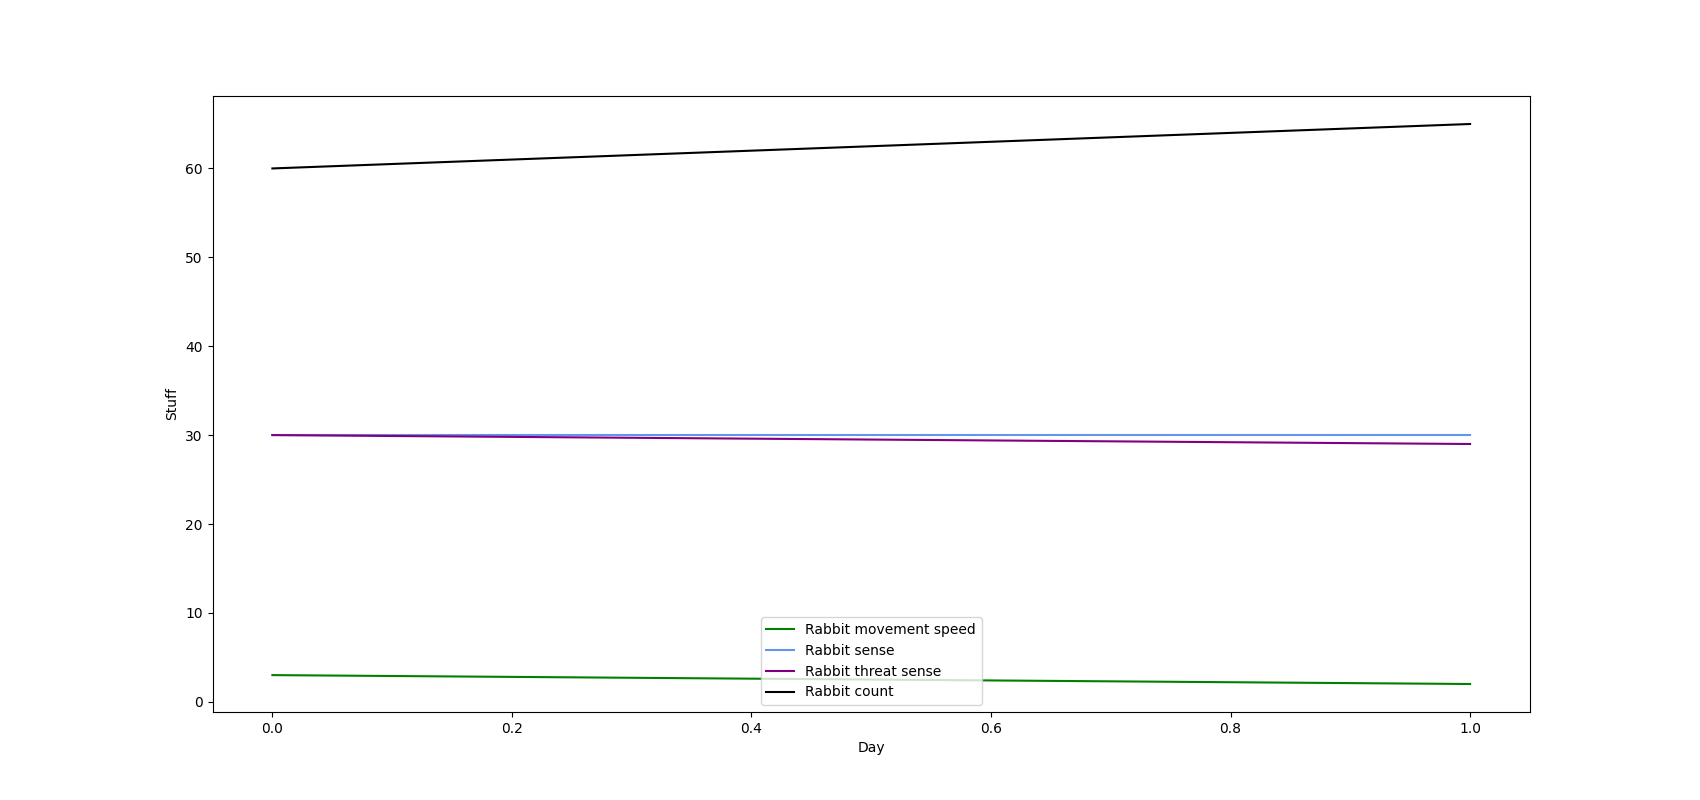 60
50
40
30
20
10
0
Stuff
Rabbit movement speed
Rabbit sense
Rabbit threat sense
Rabbit count
0.0 0.2 0.4 0.6 0.8 1.0
Day